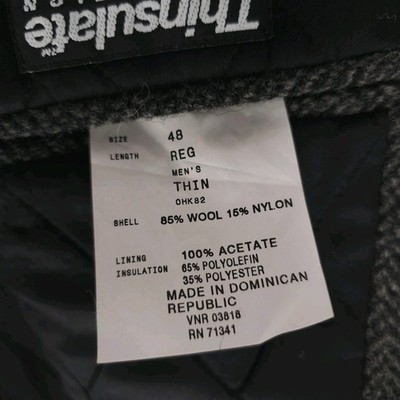 Thinsulate™
SIZE 48
LENGTH REG
MEN'S
THIN
OHK82
SHELL 85% WOOL 15% NYLON
LINING 100% ACETATE
INSULATION 65% POLYOLEFIN
35% POLYESTER
MADE IN DOMINICAN
REPUBLIC
VNR 03818
RN 71341